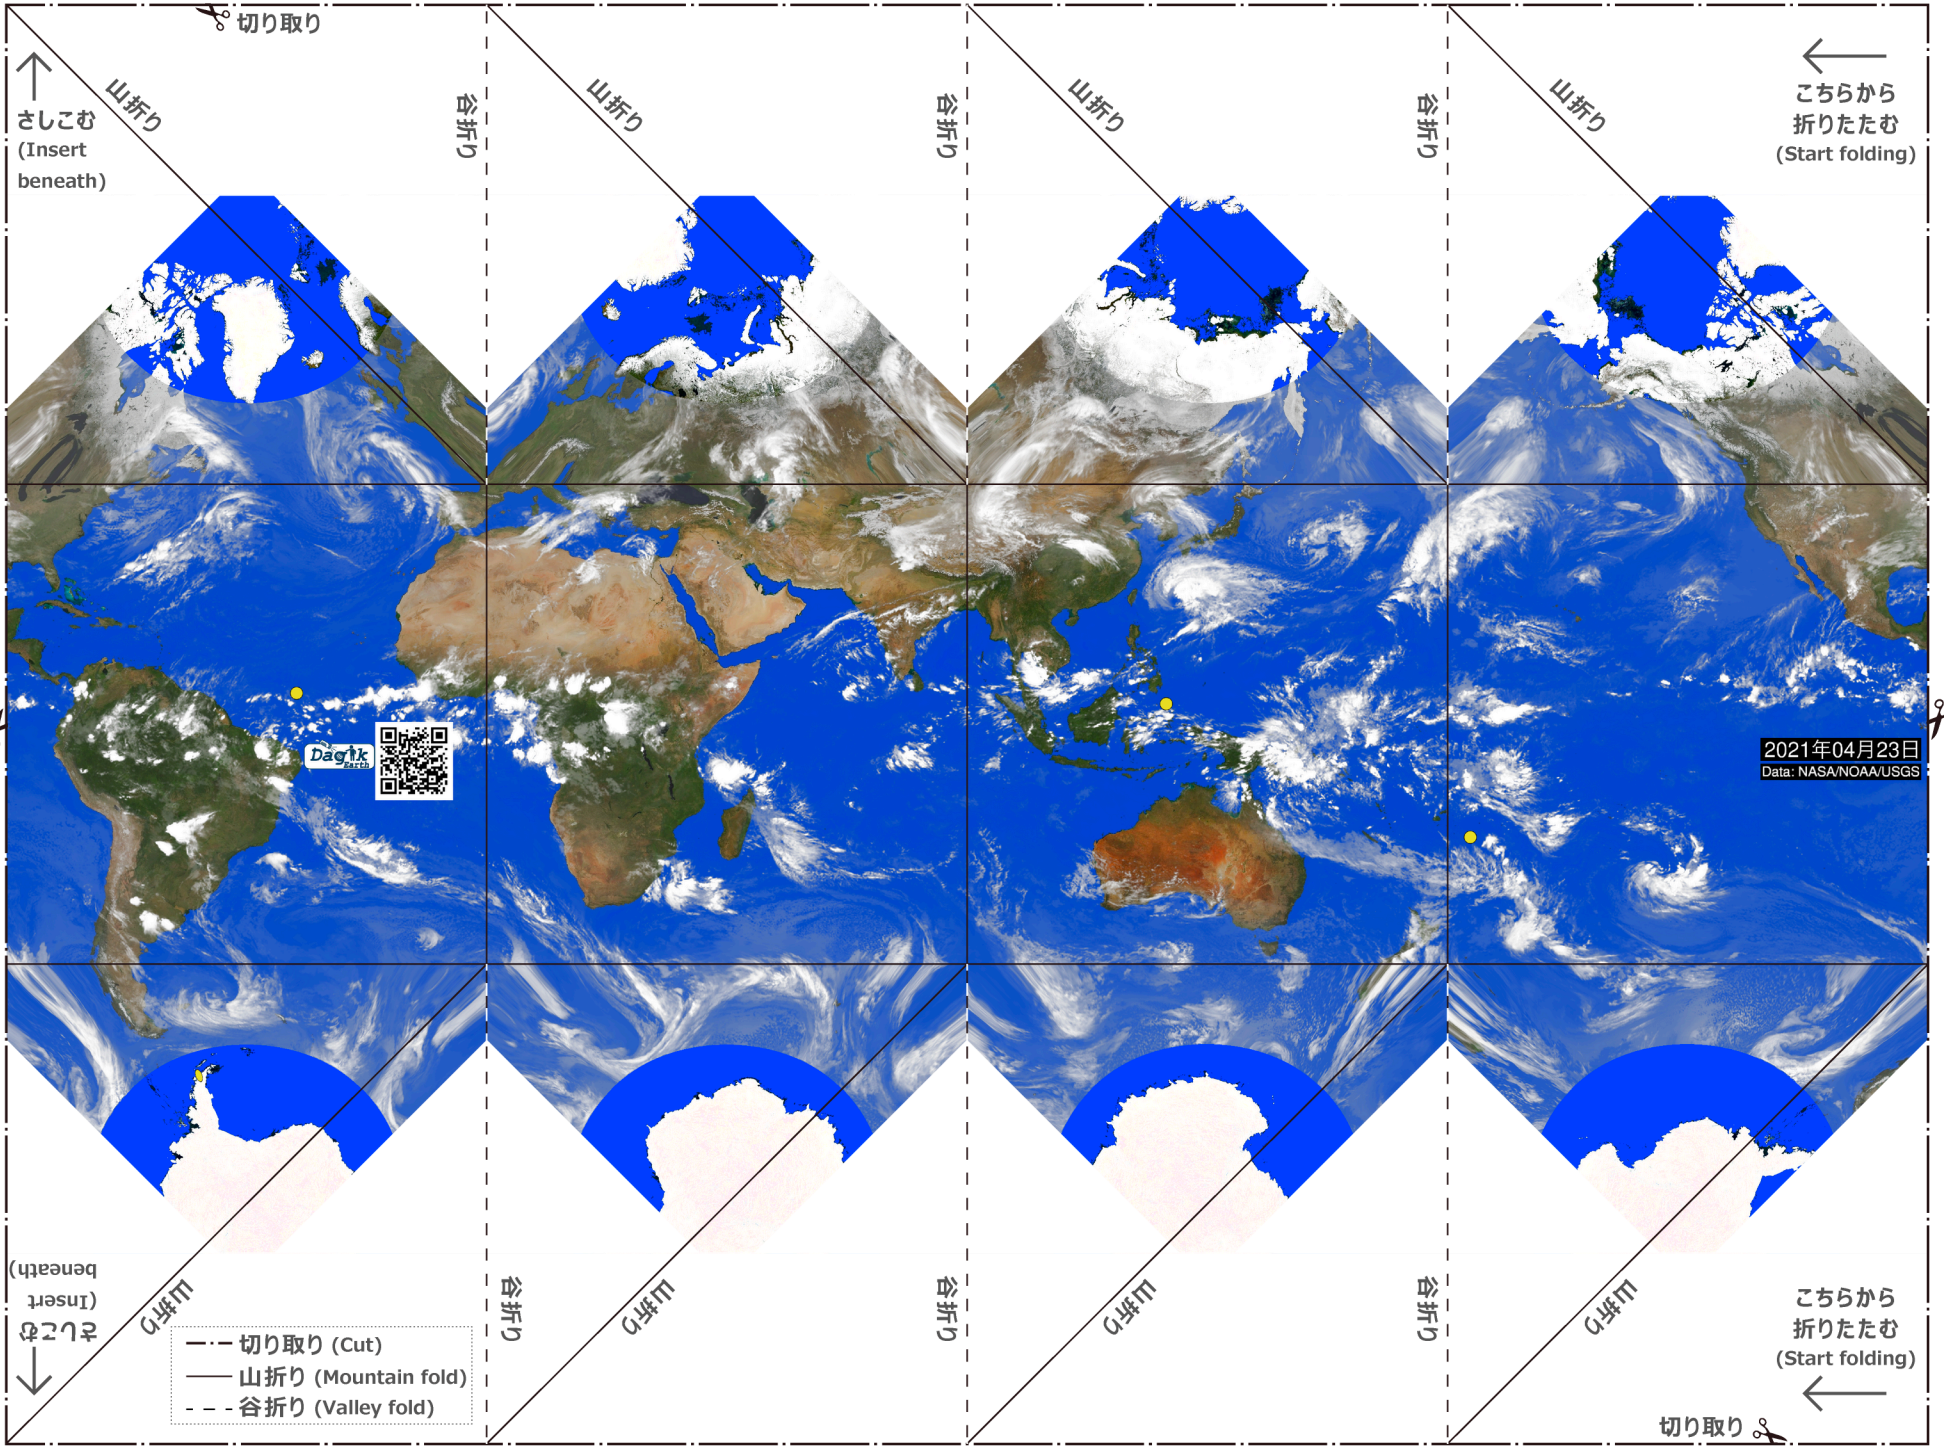 切り取り
山折り
谷折り
山折り
谷折り
山折り
谷折り
山折り
さしこむ
(Insert
beneath)
こちらから
折りたたむ
(Start folding)
Dagik
Earth
2021年04月23日
Data: NASA/NOAA/USGS
さしこむ
(Insert
beneath)
山折り
谷折り
山折り
谷折り
山折り
谷折り
山折り
こちらから
折りたたむ
(Start folding)
切り取り (Cut)
山折り (Mountain fold)
谷折り (Valley fold)
切り取り